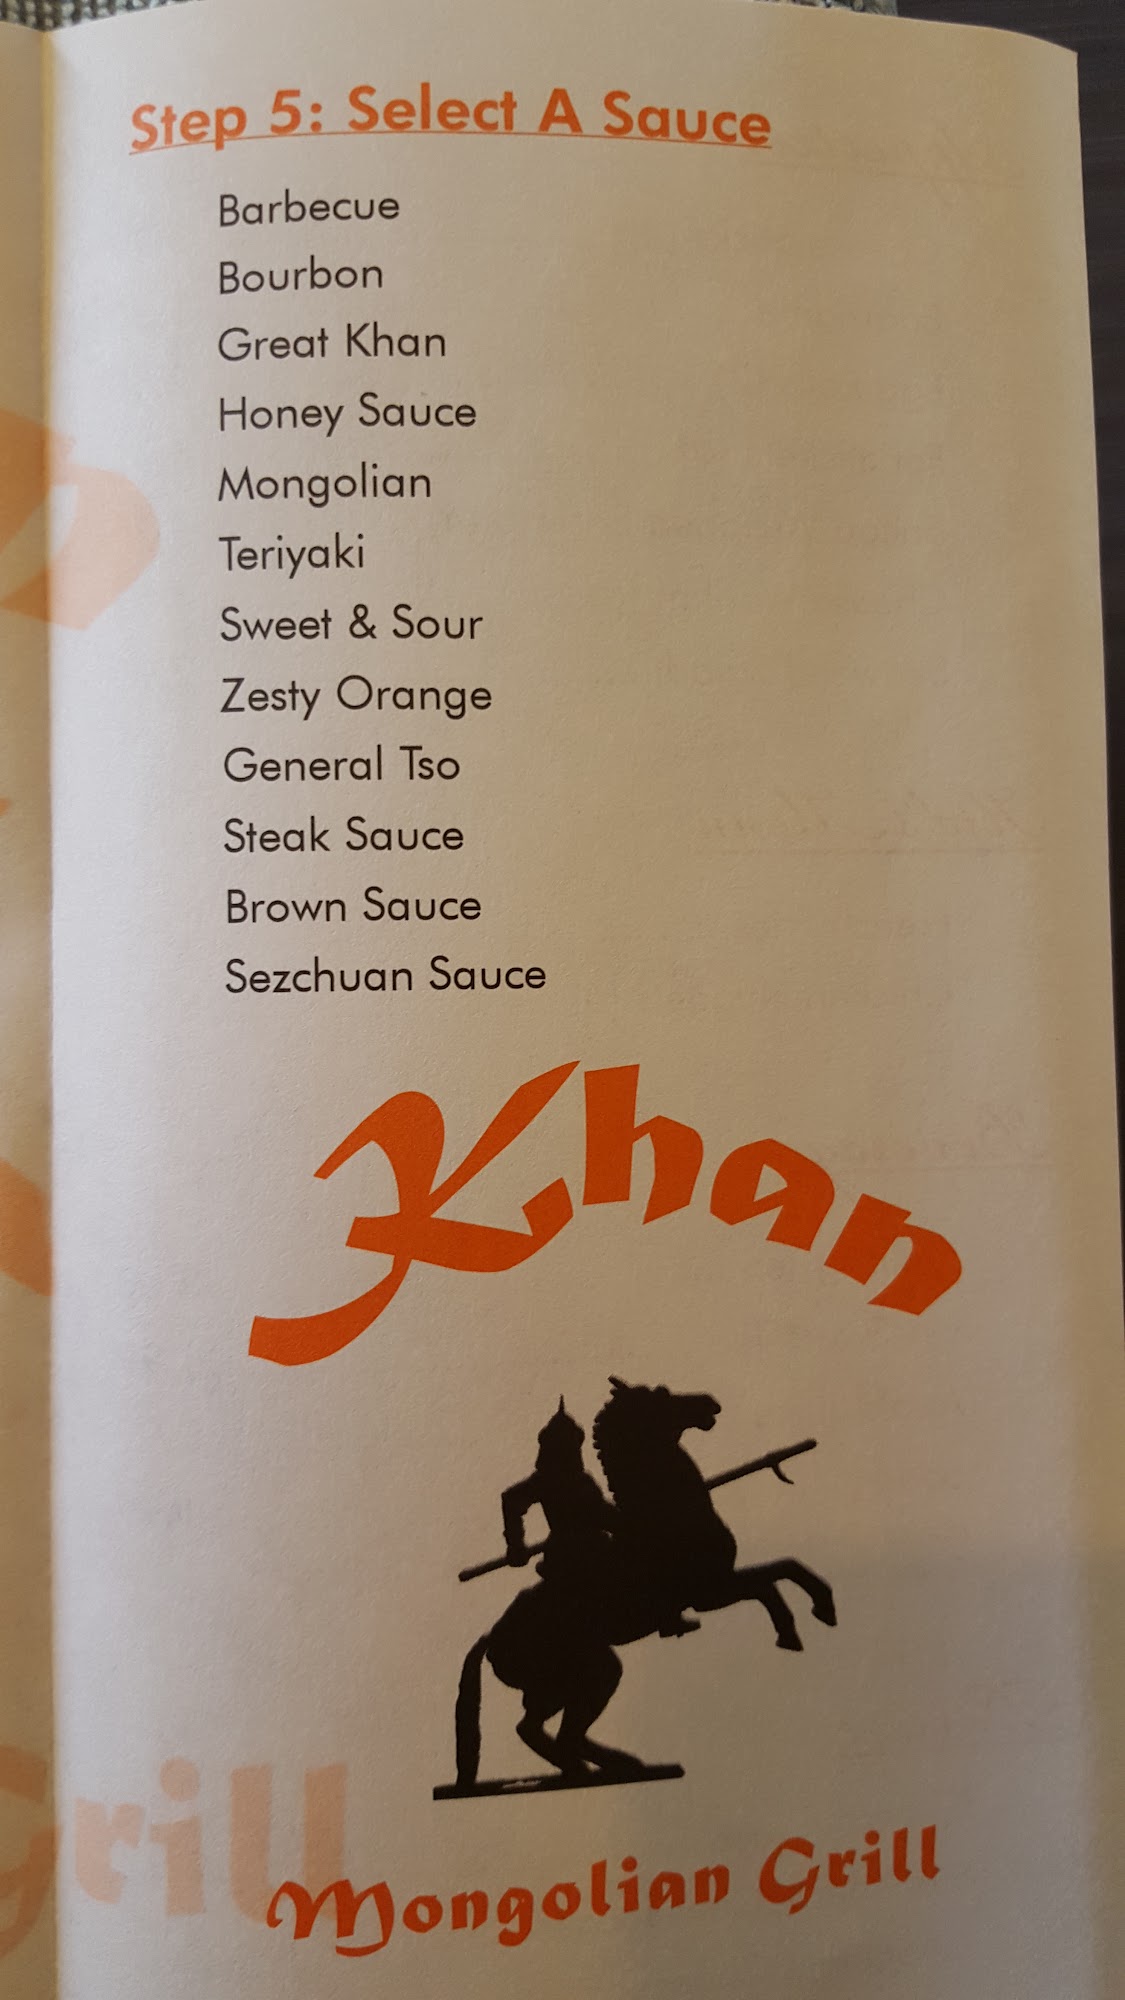 Step 5: Select A Sauce
Barbecue
Bourbon
Great Khan
Honey Sauce
Mongolian
Teriyaki
Sweet & Sour
Zesty Orange
General Tso
Steak Sauce
Brown Sauce
Sezchuan Sauce
Khan
Mongolian Grill
Grill